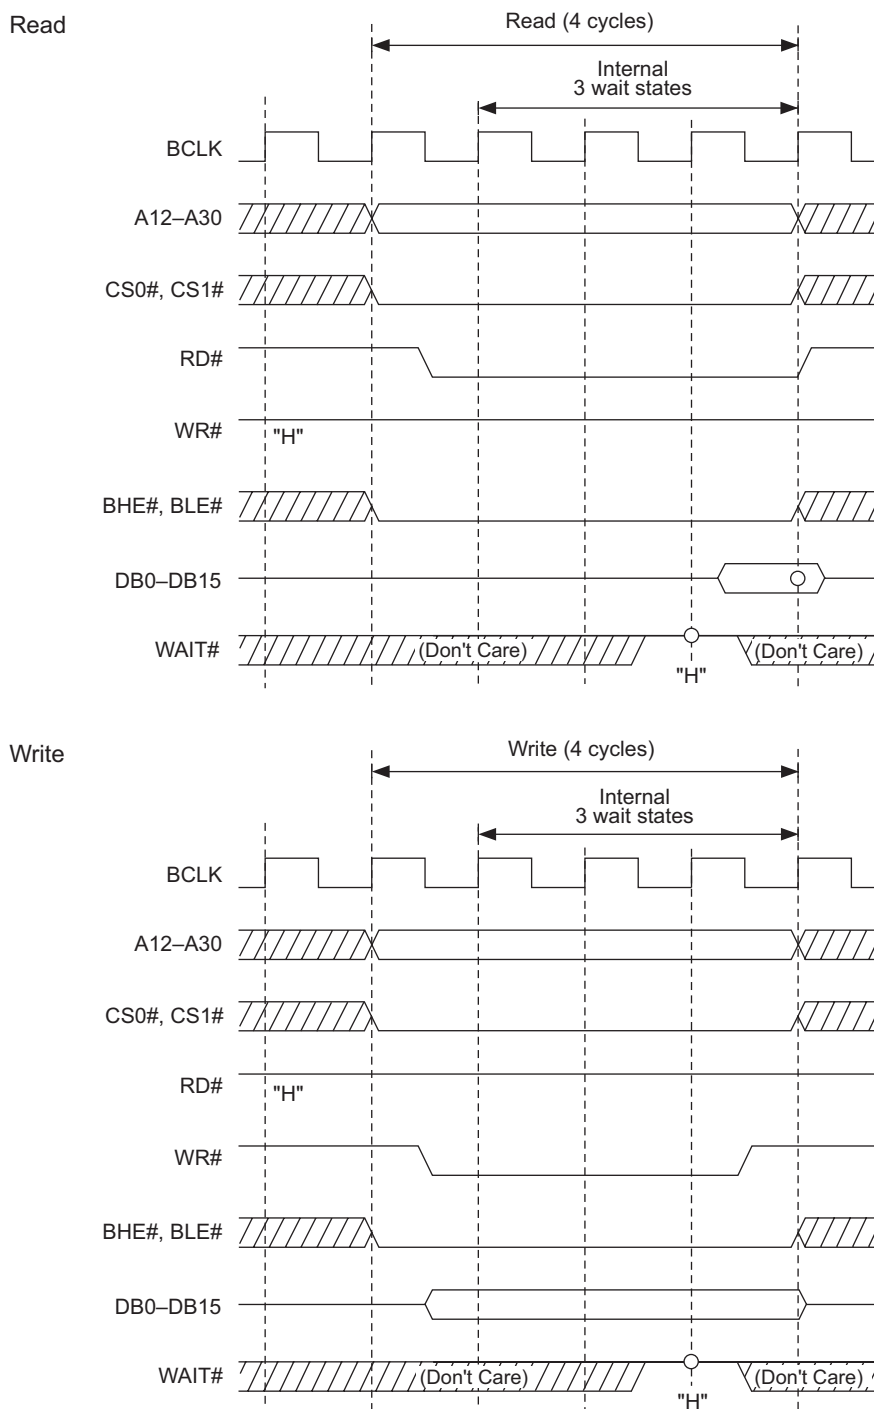 Read
Read (4 cycles)
Internal
3 wait states
BCLK
A12–A30
CS0#, CS1#
RD#
WR#
"H"
BHE#, BLE#
DB0–DB15
WAIT#
(Don't Care)
(Don't Care)
"H"
Write
Write (4 cycles)
Internal
3 wait states
BCLK
A12–A30
CS0#, CS1#
RD#
"H"
WR#
BHE#, BLE#
DB0–DB15
WAIT#
(Don't Care)
(Don't Care)
"H"